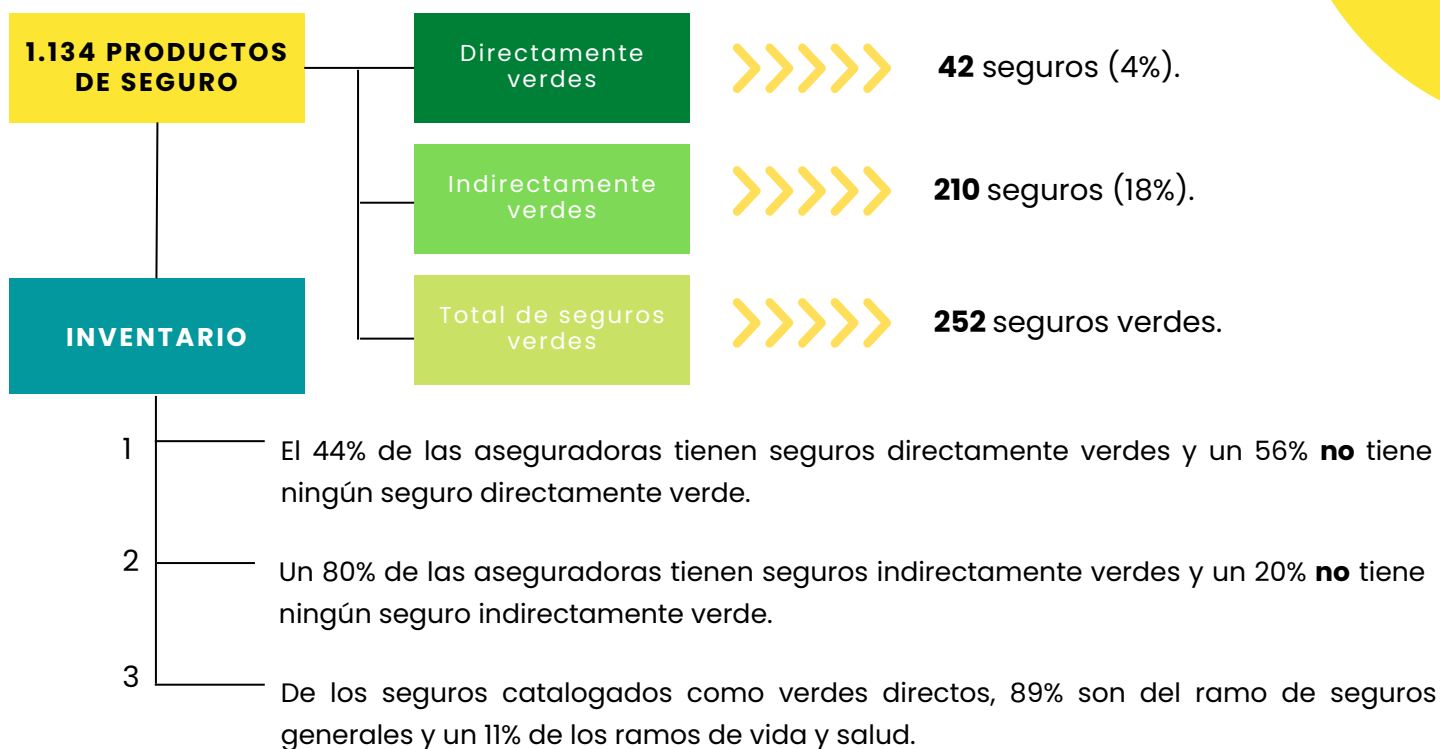 1.134 PRODUCTOS
DE SEGURO
Directamente
verdes
42 seguros (4%).
Indirectamente
verdes
210 seguros (18%).
INVENTARIO
Total de seguros
verdes
252 seguros verdes.
1
El 44% de las aseguradoras tienen seguros directamente verdes y un 56% no tiene
ningún seguro directamente verde.
2
Un 80% de las aseguradoras tienen seguros indirectamente verdes y un 20% no tiene
ningún seguro indirectamente verde.
3
De los seguros catalogados como verdes directos, 89% son del ramo de seguros
generales y un 11% de los ramos de vida y salud.